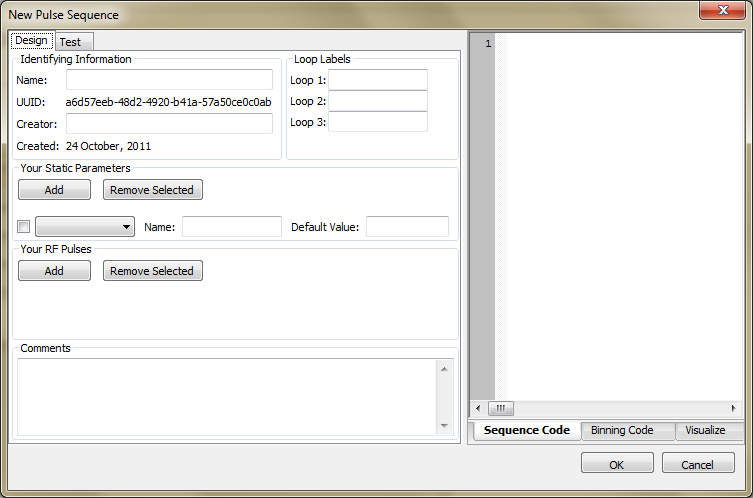 New Pulse Sequence
Design Test
Identifying Information
Name:
UUID: a6d57eeb-48d2-4920-b41a-57a50ce0c0ab
Creator:
Created: 24 October, 2011
Loop Labels
Loop 1:
Loop 2:
Loop 3:
Your Static Parameters
Add Remove Selected
Name: Default Value:
Your RF Pulses
Add Remove Selected
Comments
1
Sequence Code Binning Code Visualize
OK Cancel